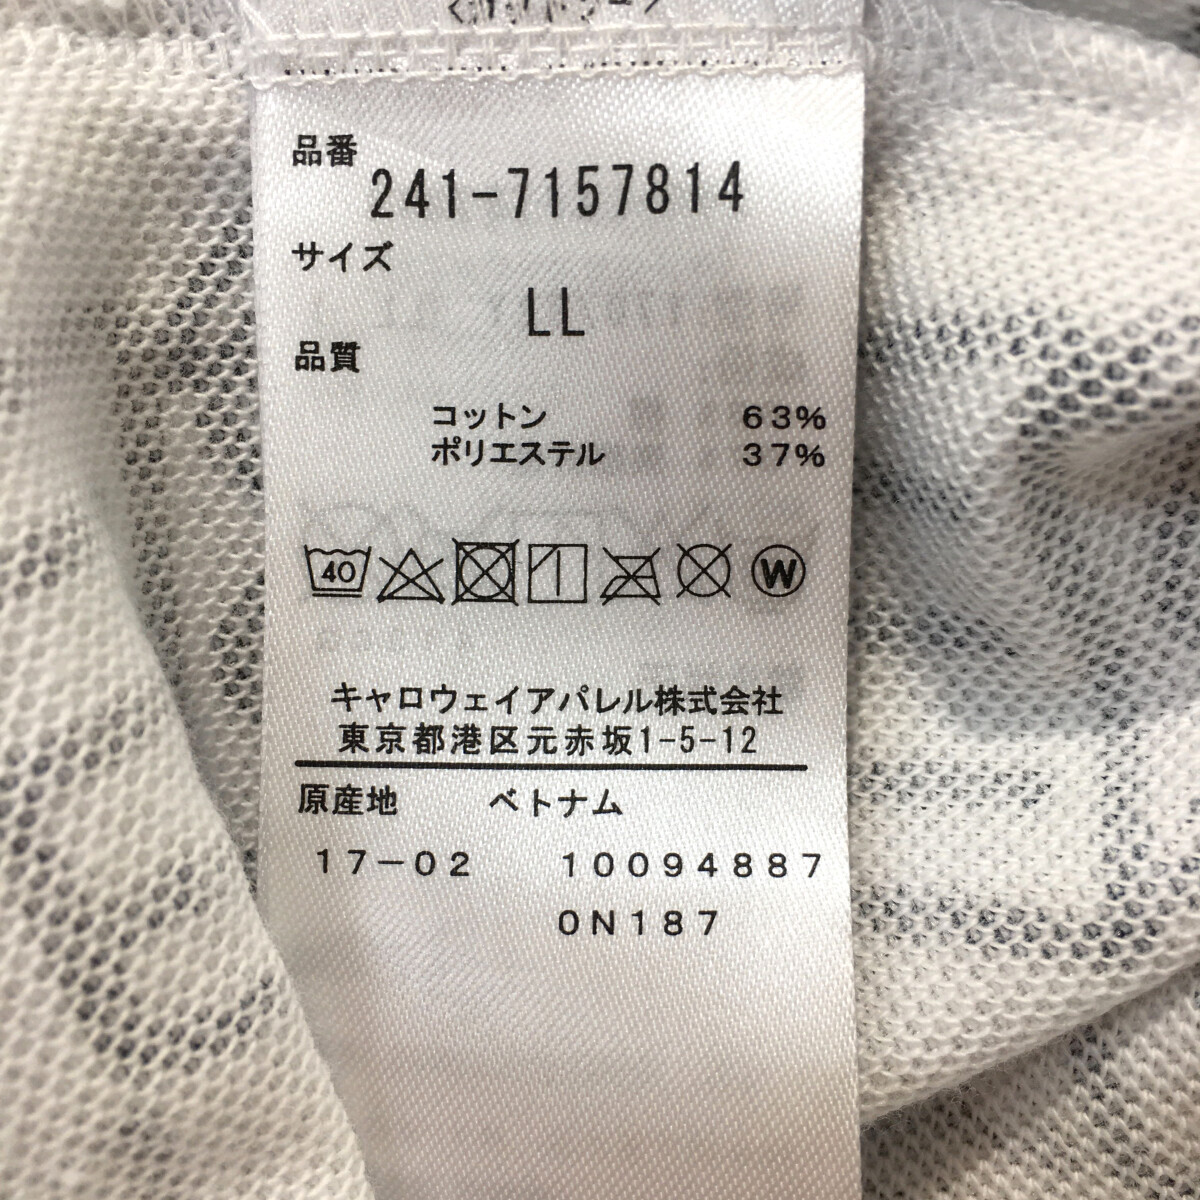 品番
241-7157814
サイズ
LL
品質
コットン 63%
ポリエステル 37%
40
W
キャロウェイアパレル株式会社
東京都港区元赤坂1-5-12
原産地 ベトナム
17-02 10094887
0N187